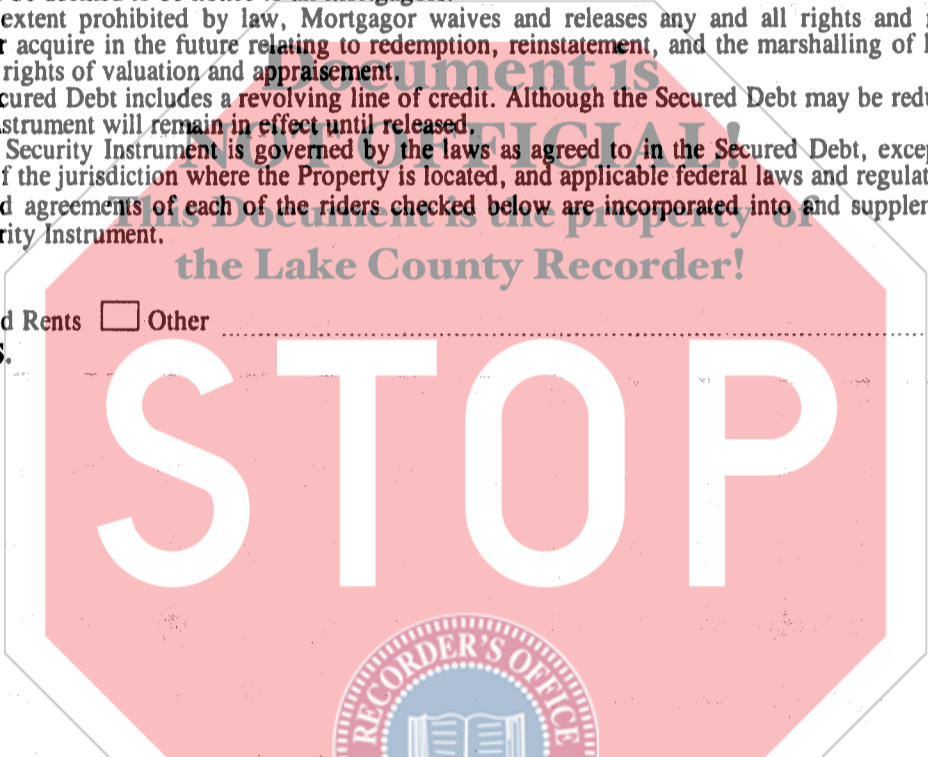 extent prohibited by law, Mortgagor waives and releases any and all rights and
acquire in the future relating to redemption, reinstatement, and the marshalling of
rights of valuation and appraisement.
Document is
cured Debt includes a revolving line of credit. Although the Secured Debt may be redu
strument will remain in effect until released.
NOT OFFICIAL!
Security Instrument is governed by the laws as agreed to in the Secured Debt, excep
f the jurisdiction where the Property is located, and applicable federal laws and regulat
d agreements of each of the riders checked below are incorporated into and supplem
This Document is the property of
rity Instrument.
the Lake County Recorder!
d Rents Other
s.
STOP
RECORDER'S OFFICE